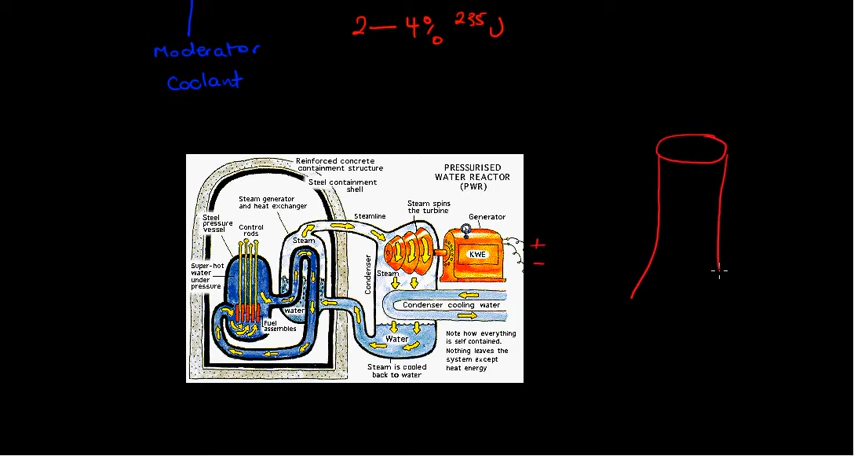 2 — 4% 235U
Moderator
Coolant
Reinforced concrete
containment structure
Steel containment
shell
PRESSURISED
WATER REACTOR
(PWR)
Steam generator
and heat exchanger
Steamline
Steam spins
the turbine
Generator
Steel
pressure
vessel
Control
rods
Steam
+
KWE
−
Condenser
Super-hot
water
under
pressure
Steam
water
Condenser cooling water
Fuel
assembles
Water
Note how everything
is self contained.
Nothing leaves the
system except
heat energy
Steam is cooled
back to water